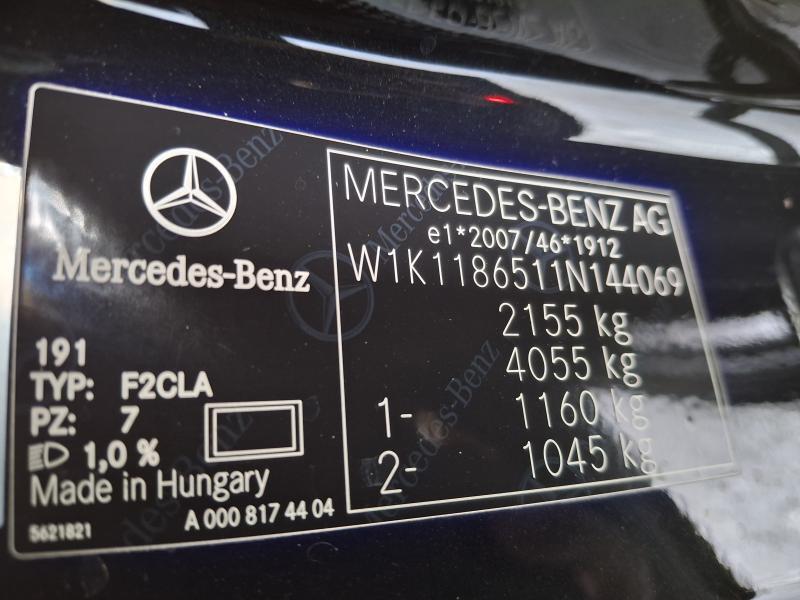 Mercedes-Benz
191
TYP: F2CLA
PZ: 7
1,0 %
Made in Hungary
5621821
A 000 817 44 04
MERCEDES-BENZ AG
e1*2007/46*1912
W1K1186511N144069
2155 kg
4055 kg
1- 1160 kg
2- 1045 kg